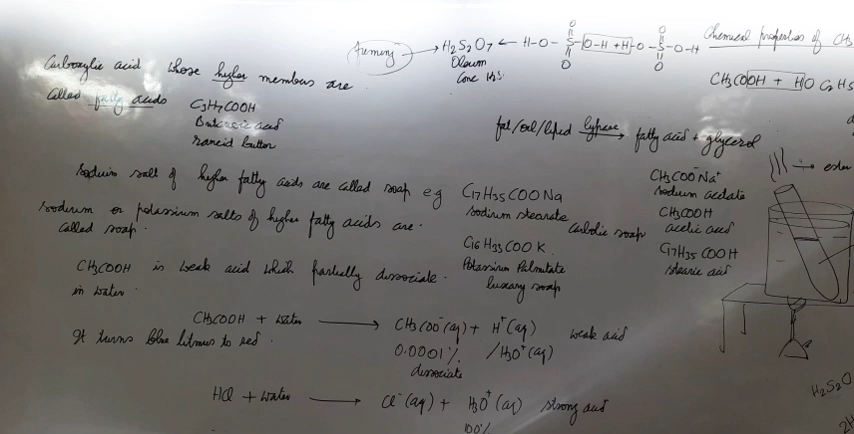 Chemical properties of CH3
fuming → H2S2O7 ← H-O-S-O-H + H-O-S-O-H
O O
O O
Oleum
Conc H2S
CH3COOH + HO C2H5
Carboxylic acid whose higher members are
called fatty acids C3H7COOH
Butanoic acid
rancid butter
fat/oil/lipid lypase → fatty acid + glycerol
→ ester
Sodium salt of higher fatty acids are called soap eg C17H35COONa
sodium stearate
CH3COO-Na+
sodium acetate
CH3COOH
acetic acid
C17H35COOH
stearic acid
Sodium or potassium salts of higher fatty acids are
called soap.
carbolic soap
C16H33COOK
Potassium Palmitate
luxury soap
CH3COOH is weak acid which partially dissociate
in water.
CH3COOH + water → CH3COO-(aq) + H+(aq) weak acid
0.0001% /H3O+(aq)
dissociate
It turns blue litmus to red.
HCl + water → Cl-(aq) + H3O+(aq) strong acid
100%
H2S2O
2H